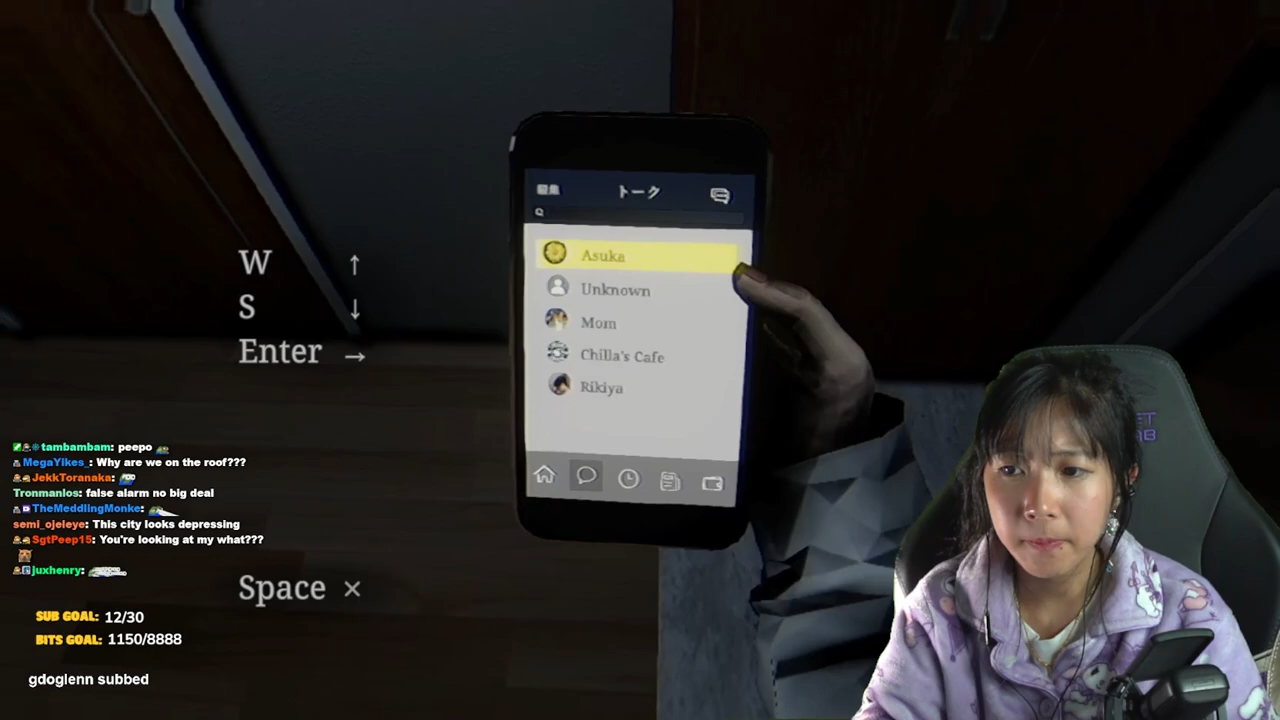 編集 トーク
Asuka
Unknown
Mom
Chilla's Cafe
Rikiya
W ↑
S ↓
Enter →
Space ×
tambambam: peepo
MegaYikes_: Why are we on the roof???
JekkToranaka:
Tronmanlos: false alarm no big deal
TheMeddlingMonke:
semi_ojeleye: This city looks depressing
SgtPeep15: You're looking at my what???
juxhenry:
SUB GOAL: 12/30
BITS GOAL: 1150/8888
gdoglenn subbed